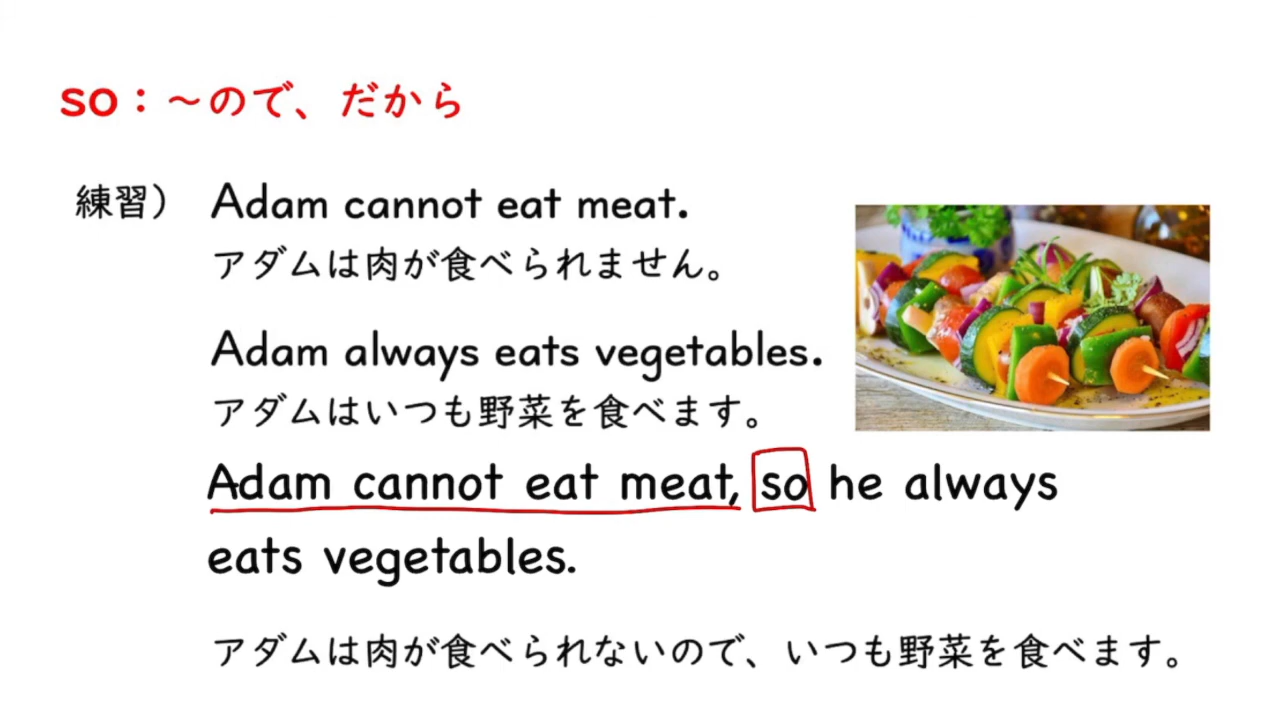 so：～ので、だから
練習） Adam cannot eat meat.
アダムは肉が食べられません。
Adam always eats vegetables.
アダムはいつも野菜を食べます。
Adam cannot eat meat, so he always
eats vegetables.
アダムは肉が食べられないので、いつも野菜を食べます。